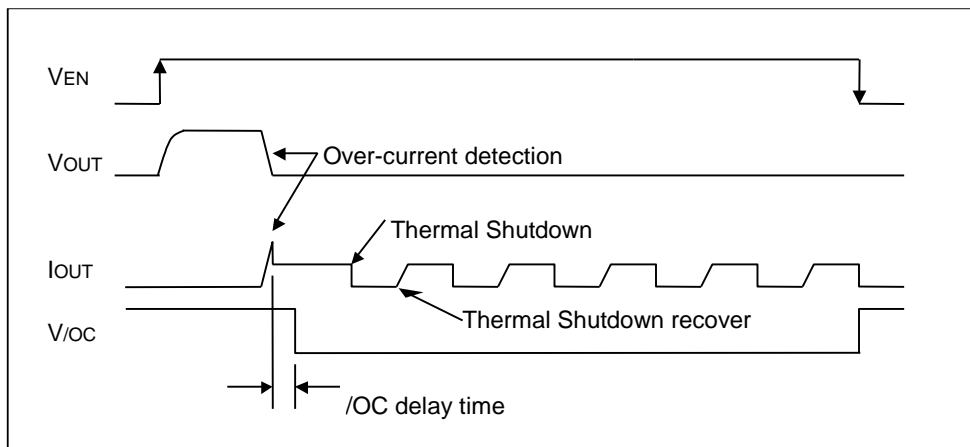 VEN
VOUT
Over-current detection
Thermal Shutdown
IOUT
Thermal Shutdown recover
V/OC
/OC delay time